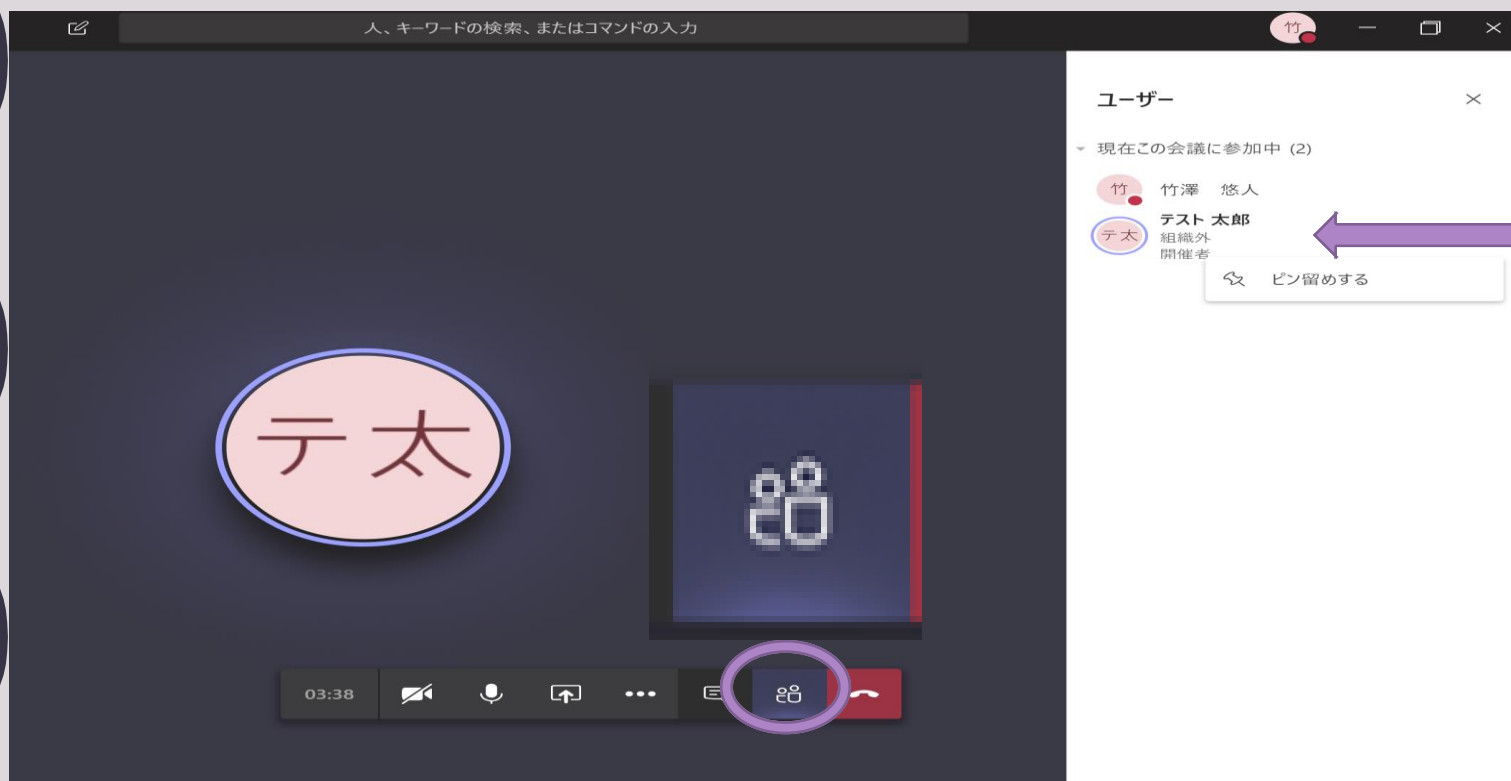 人、キーワードの検索、またはコマンドの入力
竹
ユーザー
現在この会議に参加中 (2)
竹 竹澤 悠人
テスト 太郎
テ太 組織外
開催者
ピン留めする
テ太
03:38